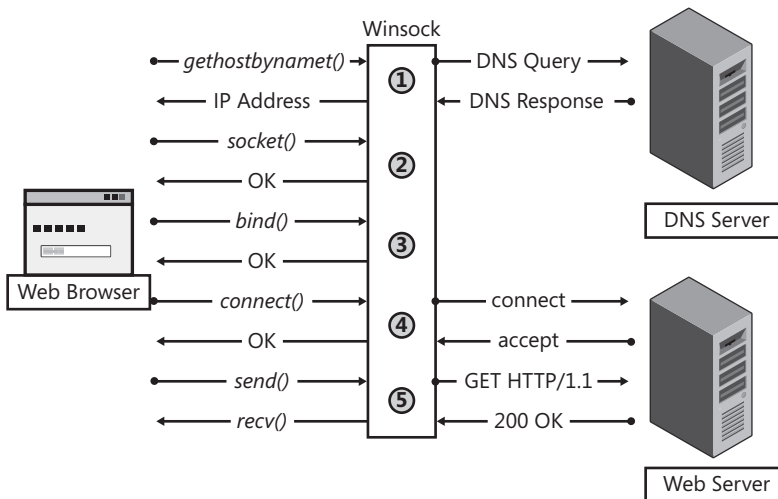 Winsock
gethostbynamet()
1
DNS Query
IP Address
DNS Response
socket()
2
OK
DNS Server
bind()
3
OK
Web Browser
connect()
connect
4
OK
accept
send()
5
GET HTTP/1.1
recv()
200 OK
Web Server